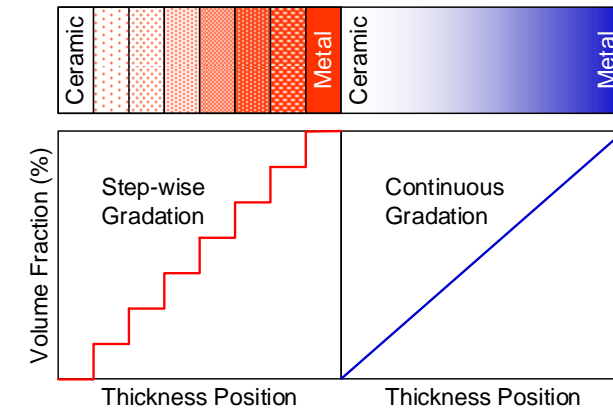 Ceramic
Metal
Ceramic
Metal
Volume Fraction (%)
Step-wise
Gradation
Continuous
Gradation
Thickness Position
Thickness Position